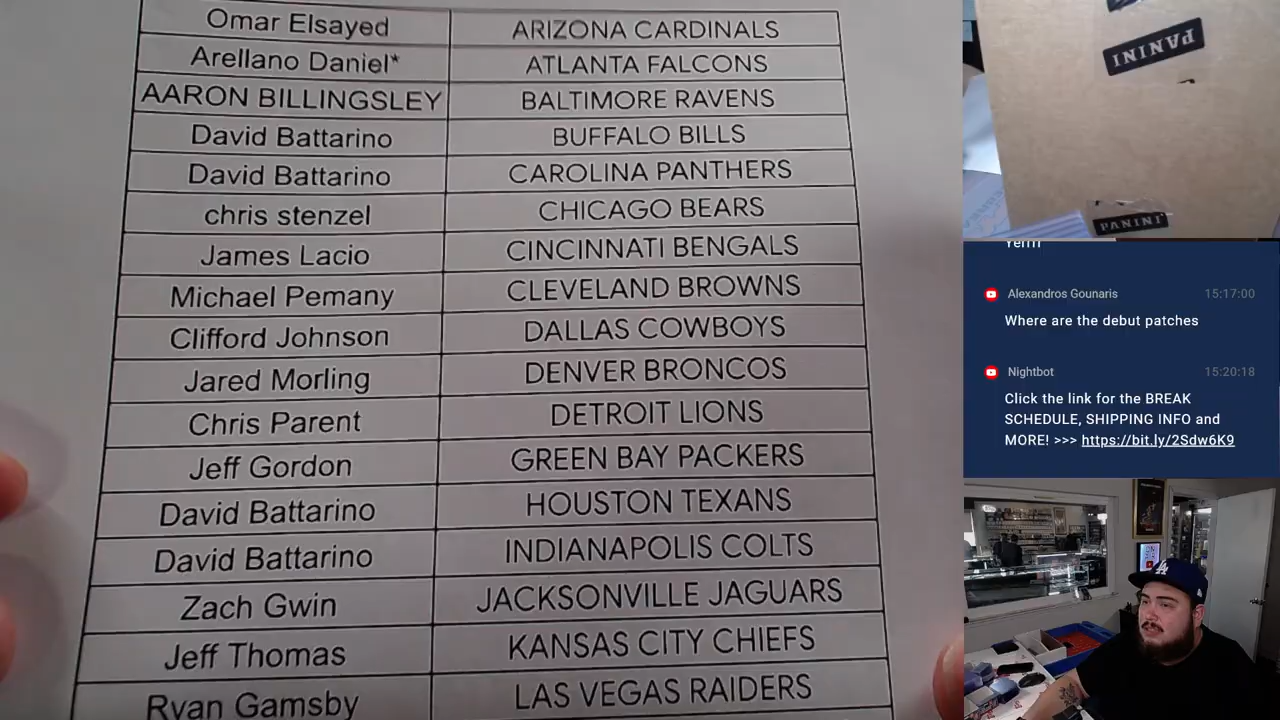 Omar Elsayed ARIZONA CARDINALS
Arellano Daniel* ATLANTA FALCONS
AARON BILLINGSLEY BALTIMORE RAVENS
David Battarino BUFFALO BILLS
David Battarino CAROLINA PANTHERS
chris stenzel CHICAGO BEARS
James Lacio CINCINNATI BENGALS
Michael Pemany CLEVELAND BROWNS
Clifford Johnson DALLAS COWBOYS
Jared Morling DENVER BRONCOS
Chris Parent DETROIT LIONS
Jeff Gordon GREEN BAY PACKERS
David Battarino HOUSTON TEXANS
David Battarino INDIANAPOLIS COLTS
Zach Gwin JACKSONVILLE JAGUARS
Jeff Thomas KANSAS CITY CHIEFS
Ryan Gamsby LAS VEGAS RAIDERS
PANINI
PANINI
Alexandros Gounaris 15:17:00
Where are the debut patches
Nightbot 15:20:18
Click the link for the BREAK
SCHEDULE, SHIPPING INFO and
MORE! >>> https://bit.ly/2Sdw6K9
LA